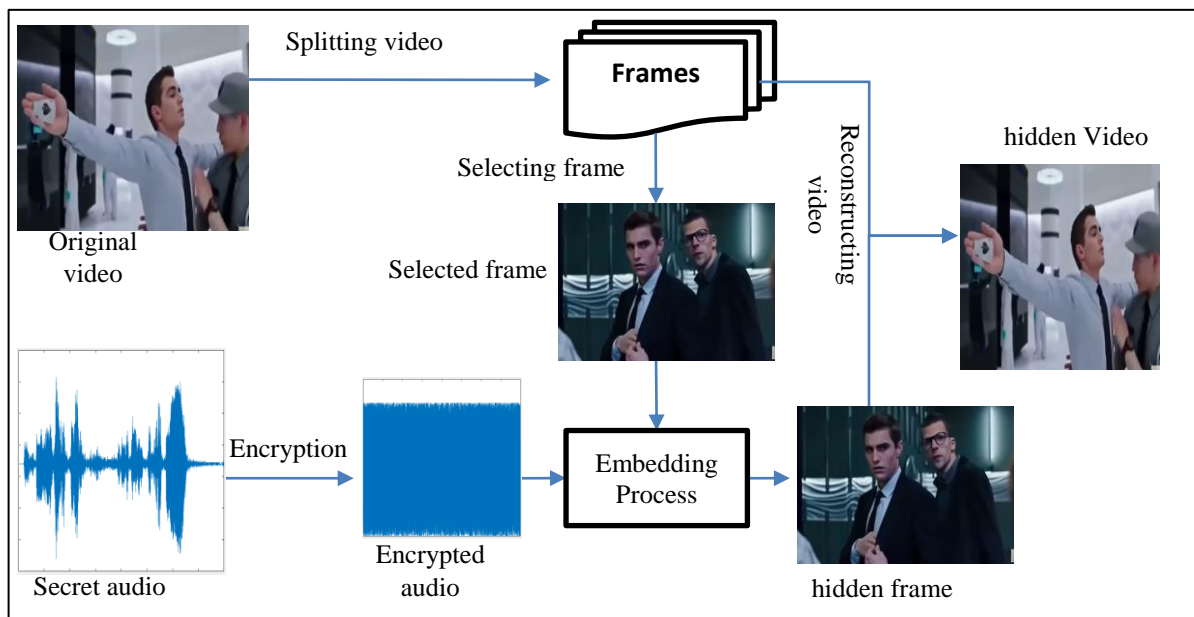 Splitting video
Frames
hidden Video
Selecting frame
Reconstructing
video
Original
video
Selected frame
Encryption
Embedding
Process
Secret audio
Encrypted
audio
hidden frame